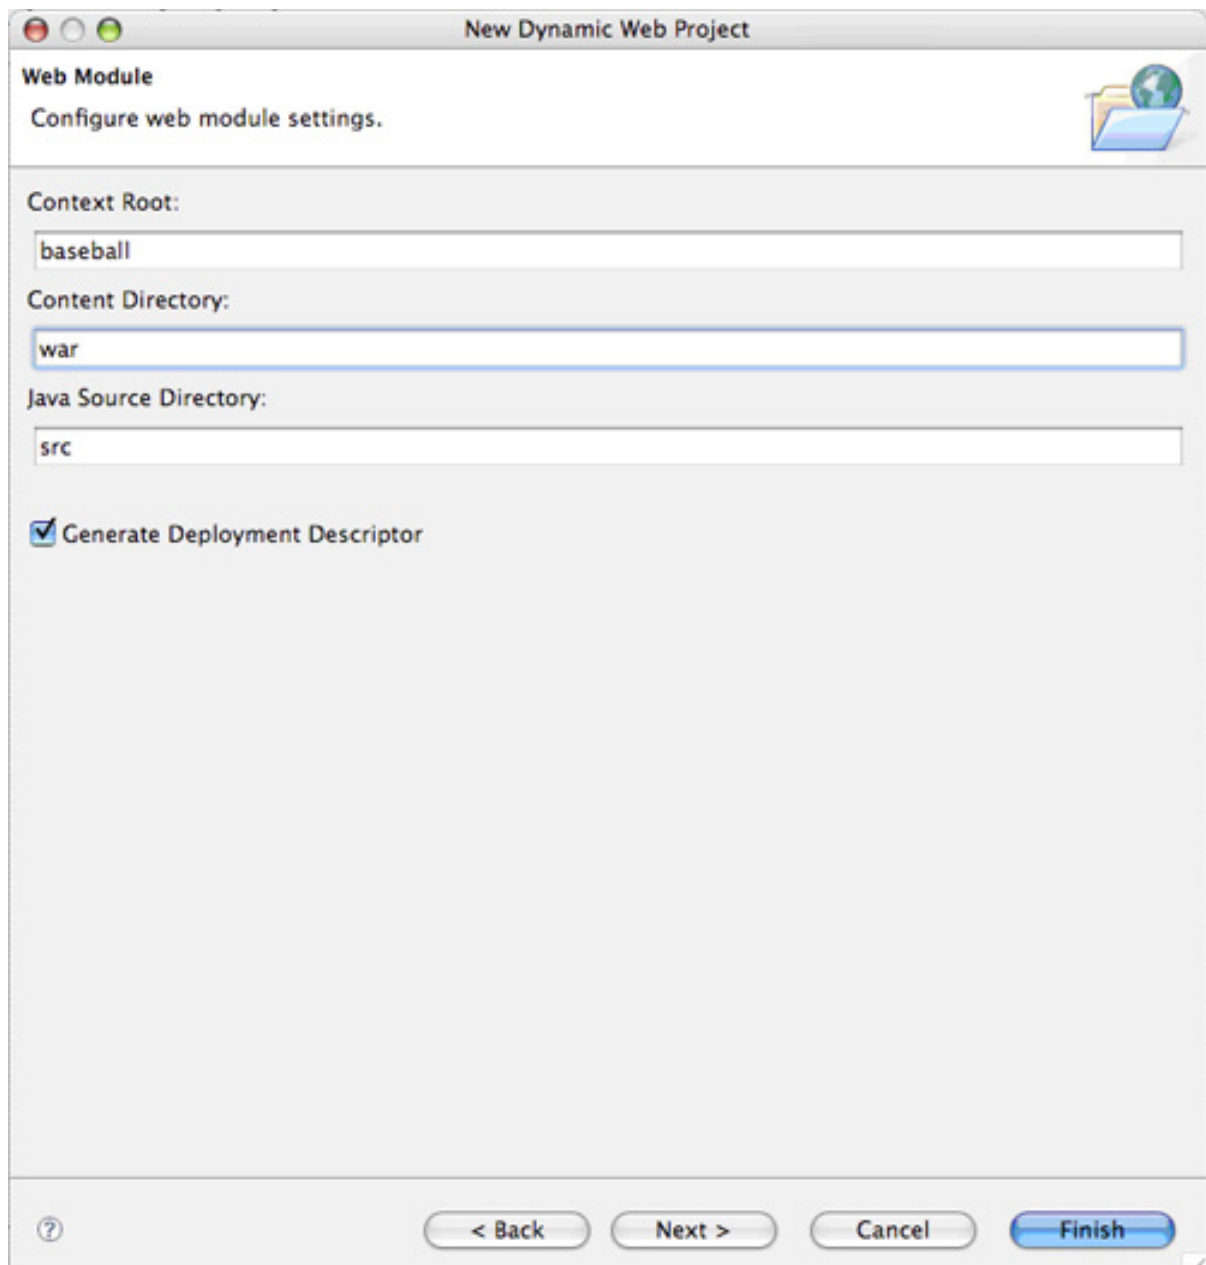 New Dynamic Web Project
Web Module
Configure web module settings.
Context Root:
baseball
Content Directory:
war
Java Source Directory:
src
Generate Deployment Descriptor
? < Back Next > Cancel Finish